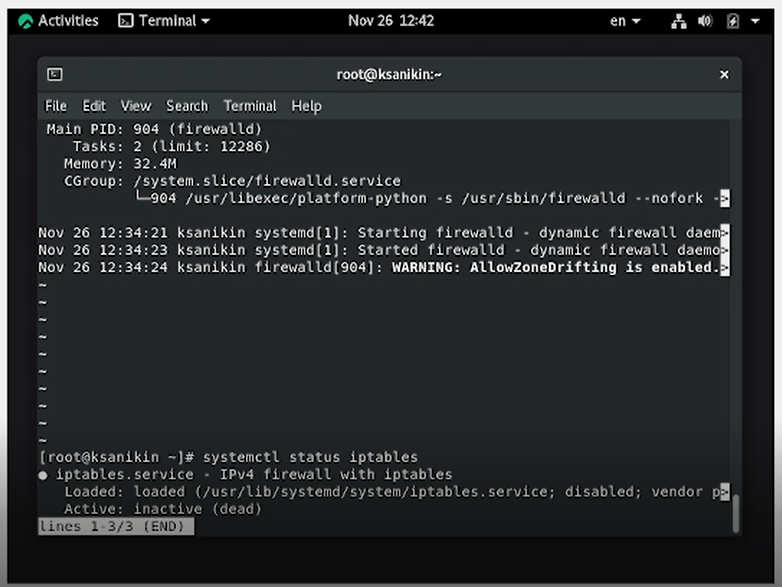 Activities Terminal Nov 26 12:42 en
root@ksanikin:~
File Edit View Search Terminal Help
Main PID: 904 (firewalld)
Tasks: 2 (limit: 12286)
Memory: 32.4M
CGroup: /system.slice/firewalld.service
└─904 /usr/libexec/platform-python -s /usr/sbin/firewalld --nofork ->
Nov 26 12:34:21 ksanikin systemd[1]: Starting firewalld - dynamic firewall daem>
Nov 26 12:34:23 ksanikin systemd[1]: Started firewalld - dynamic firewall daemo>
Nov 26 12:34:24 ksanikin firewalld[904]: WARNING: AllowZoneDrifting is enabled.>
~
~
~
~
~
~
~
~
~
~
[root@ksanikin ~]# systemctl status iptables
● iptables.service - IPv4 firewall with iptables
Loaded: loaded (/usr/lib/systemd/system/iptables.service; disabled; vendor p>
Active: inactive (dead)
lines 1-3/3 (END)